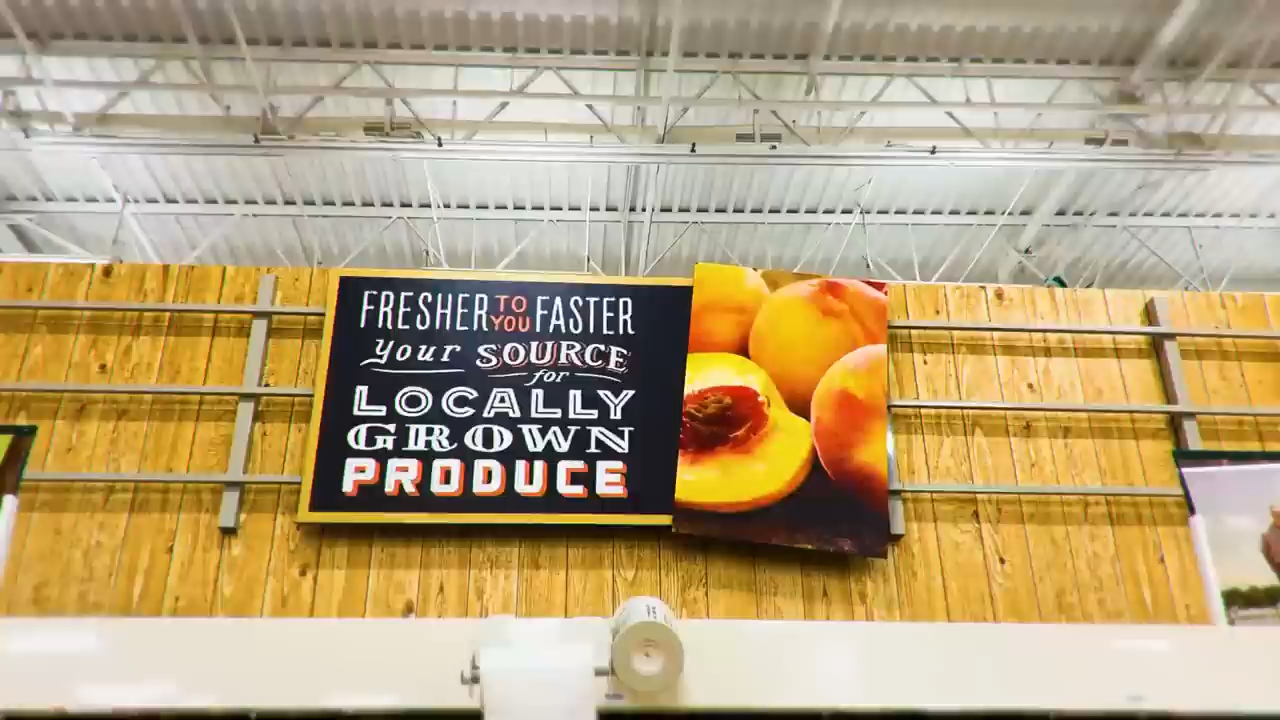 FRESHER TO YOU FASTER
your SOURCE
for
LOCALLY
GROWN
PRODUCE